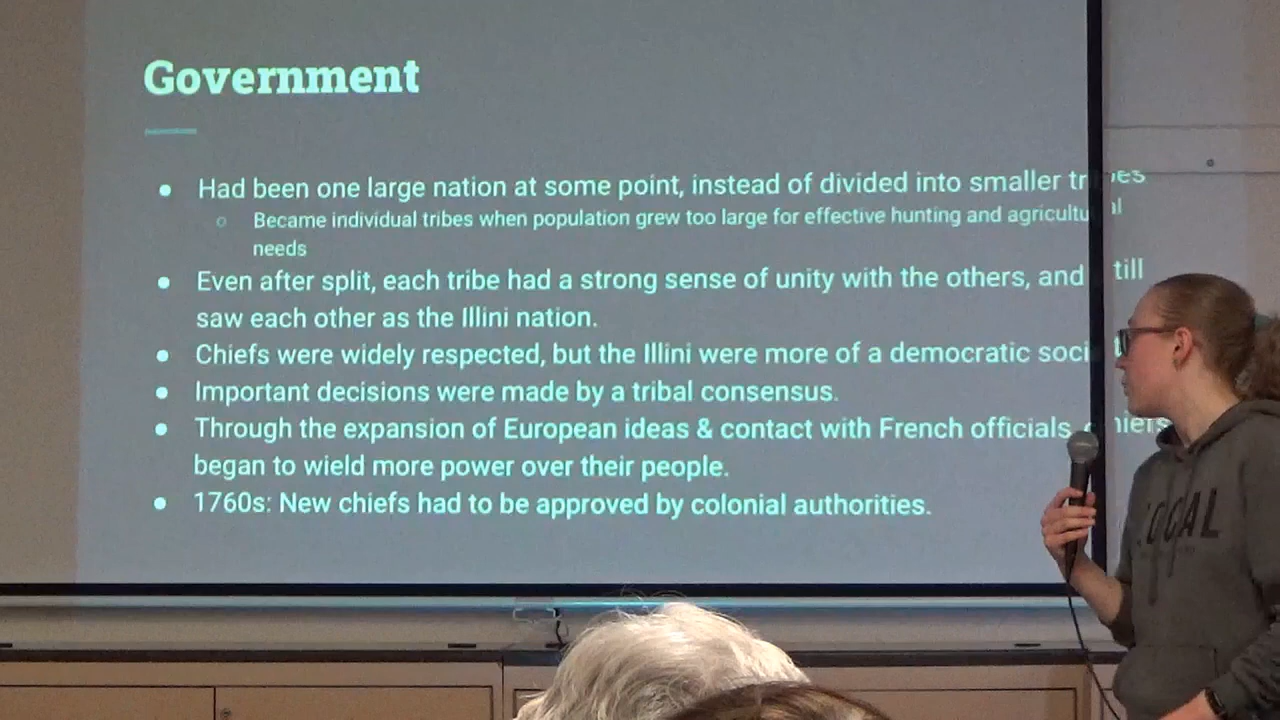 Government
Had been one large nation at some point, instead of divided into smaller tribes
Became individual tribes when population grew too large for effective hunting and agricultural
needs
Even after split, each tribe had a strong sense of unity with the others, and still
saw each other as the Illini nation.
Chiefs were widely respected, but the Illini were more of a democratic
Important decisions were made by a tribal consensus.
Through the expansion of European ideas & contact with French officials, chiefs
began to wield more power over their people.
1760s: New chiefs had to be approved by colonial authorities.
LOCAL